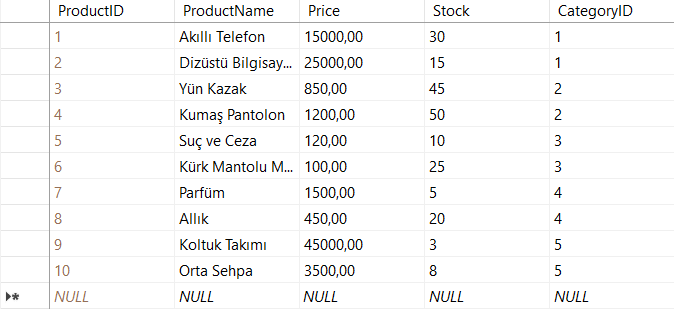 ProductID ProductName Price Stock CategoryID
1 Akıllı Telefon 15000,00 30 1
2 Dizüstü Bilgisay... 25000,00 15 1
3 Yün Kazak 850,00 45 2
4 Kumaş Pantolon 1200,00 50 2
5 Suç ve Ceza 120,00 10 3
6 Kürk Mantolu M... 100,00 25 3
7 Parfüm 1500,00 5 4
8 Allık 450,00 20 4
9 Koltuk Takımı 45000,00 3 5
10 Orta Sehpa 3500,00 8 5
NULL NULL NULL NULL NULL